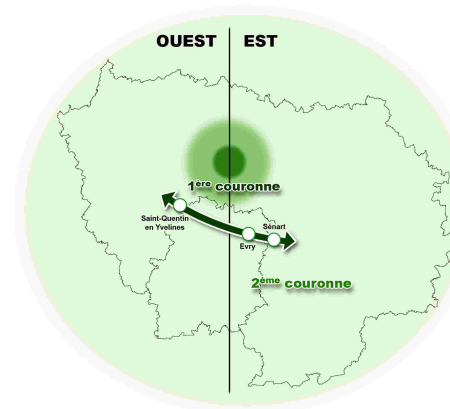 OUEST EST
1ère couronne
Saint-Quentin
en Yvelines
Sénart
Evry
2ème couronne